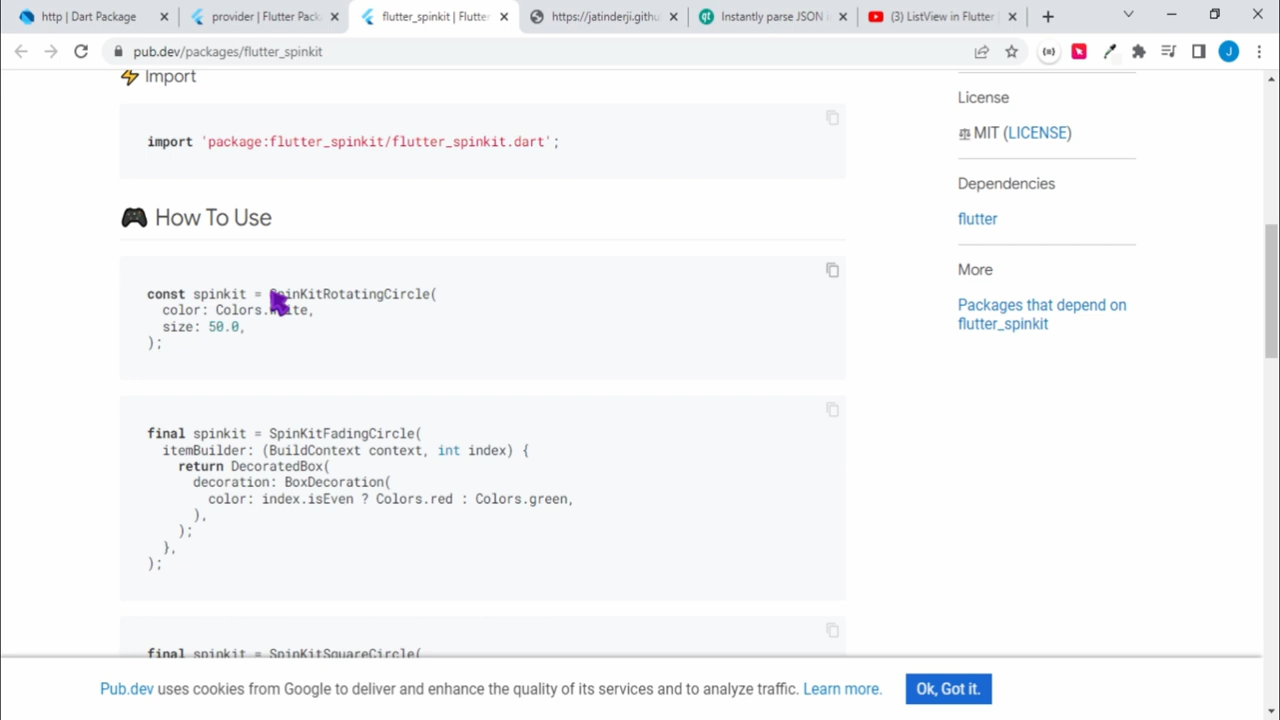 http | Dart Package
provider | Flutter Pack
flutter_spinkit | Flutter
https://jatinderji.githu
Instantly parse JSON i
(3) ListView in Flutter
pub.dev/packages/flutter_spinkit
J
⚡ Import
import 'package:flutter_spinkit/flutter_spinkit.dart';
🎮 How To Use
const spinkit = SpinKitRotatingCircle(
color: Colors.white,
size: 50.0,
);
final spinkit = SpinKitFadingCircle(
itemBuilder: (BuildContext context, int index) {
return DecoratedBox(
decoration: BoxDecoration(
color: index.isEven ? Colors.red : Colors.green,
),
);
},
);
final spinkit = SpinKitSquareCircle(
License
MIT (LICENSE)
Dependencies
flutter
More
Packages that depend on
flutter_spinkit
Pub.dev uses cookies from Google to deliver and enhance the quality of its services and to analyze traffic. Learn more.
Ok, Got it.